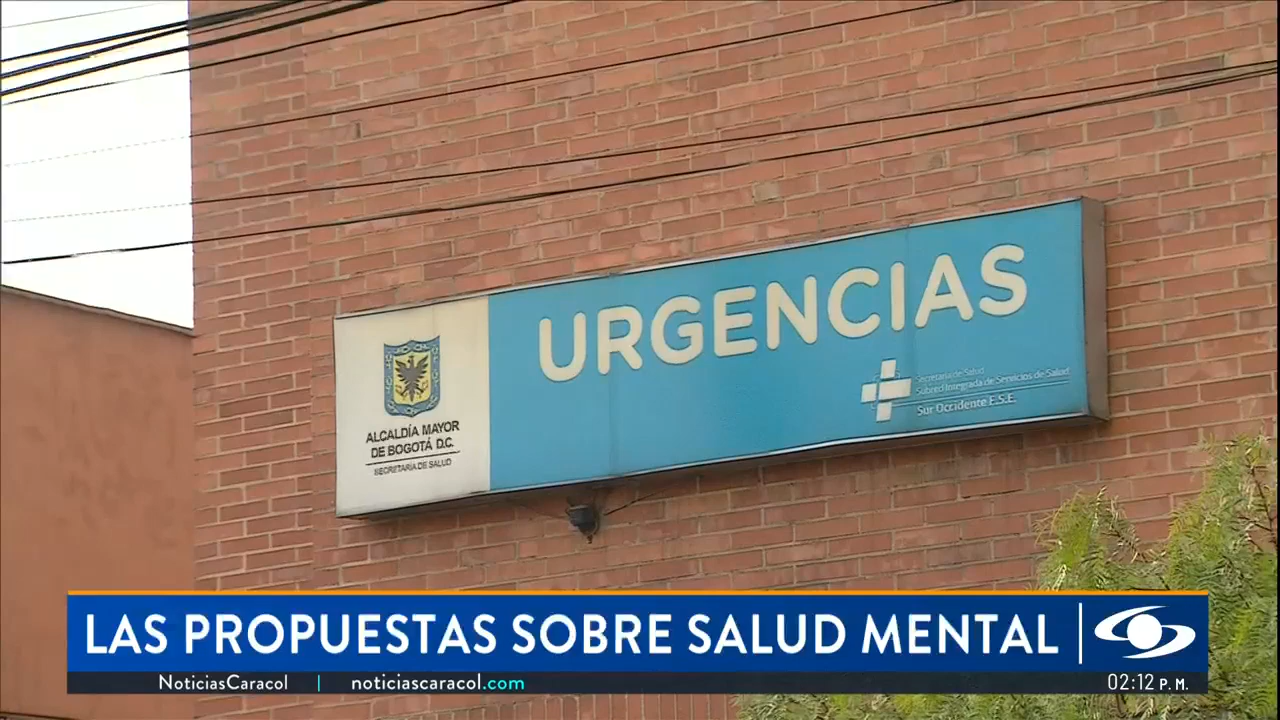 URGENCIAS
ALCALDÍA MAYOR
DE BOGOTÁ D.C.
SECRETARÍA DE SALUD
Secretaría de Salud
Subred Integrada de Servicios de Salud
Sur Occidente E.S.E.
LAS PROPUESTAS SOBRE SALUD MENTAL
NoticiasCaracol | noticiascaracol.com
02:12 P.M.